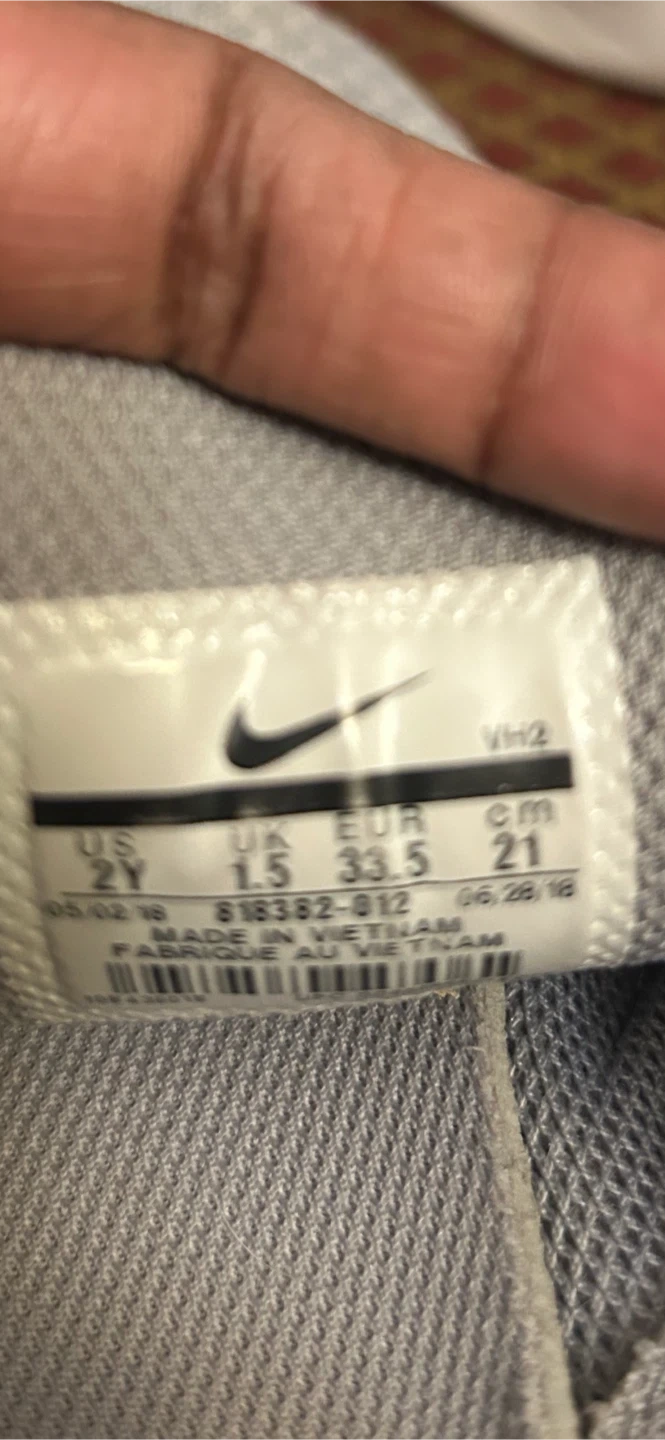 VH2
US UK EUR cm
2Y 1.5 33.5 21
05/02/18 818382-012 06/28/18
MADE IN VIETNAM
FABRIQUE AU VIETNAM